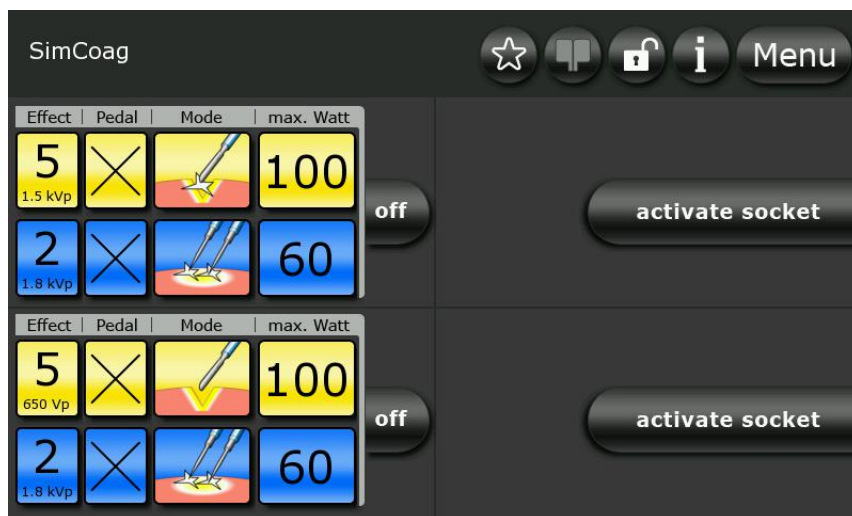 SimCoag
i Menu
Effect | Pedal | Mode | max. Watt
5 100
1.5 kVp
off activate socket
2 60
1.8 kVp
Effect | Pedal | Mode | max. Watt
5 100
650 Vp
off activate socket
2 60
1.8 kVp